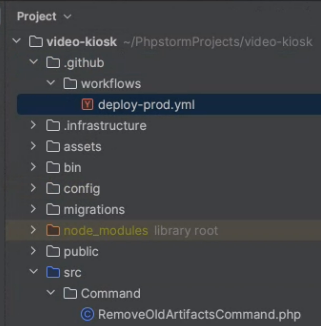 Project
video-kiosk ~/PhpstormProjects/video-kiosk
.github
workflows
Y deploy-prod.yml
.infrastructure
assets
bin
config
migrations
node_modules library root
public
src
Command
C RemoveOldArtifactsCommand.php